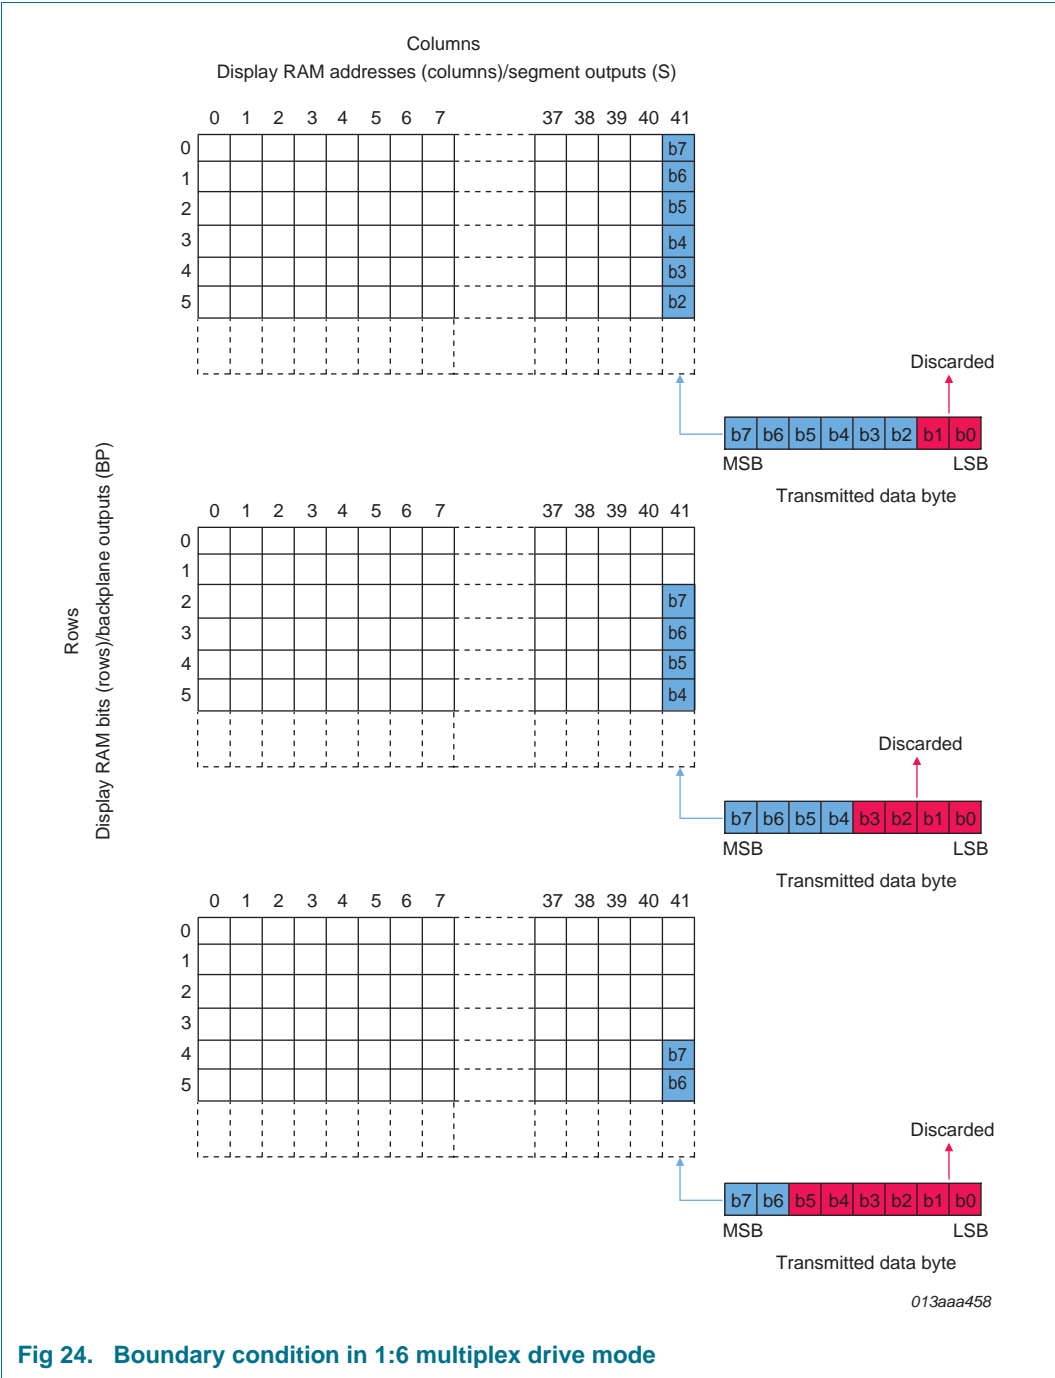 Columns
Display RAM addresses (columns)/segment outputs (S)
0 1 2 3 4 5 6 7 37 38 39 40 41
0 b7
1 b6
2 b5
3 b4
4 b3
5 b2
Discarded
b7 b6 b5 b4 b3 b2 b1 b0
MSB LSB
Transmitted data byte
Rows
Display RAM bits (rows)/backplane outputs (BP)
0 1 2 3 4 5 6 7 37 38 39 40 41
0
1
2 b7
3 b6
4 b5
5 b4
Discarded
b7 b6 b5 b4 b3 b2 b1 b0
MSB LSB
Transmitted data byte
0 1 2 3 4 5 6 7 37 38 39 40 41
0
1
2
3
4 b7
5 b6
Discarded
b7 b6 b5 b4 b3 b2 b1 b0
MSB LSB
Transmitted data byte
013aaa458
Fig 24. Boundary condition in 1:6 multiplex drive mode